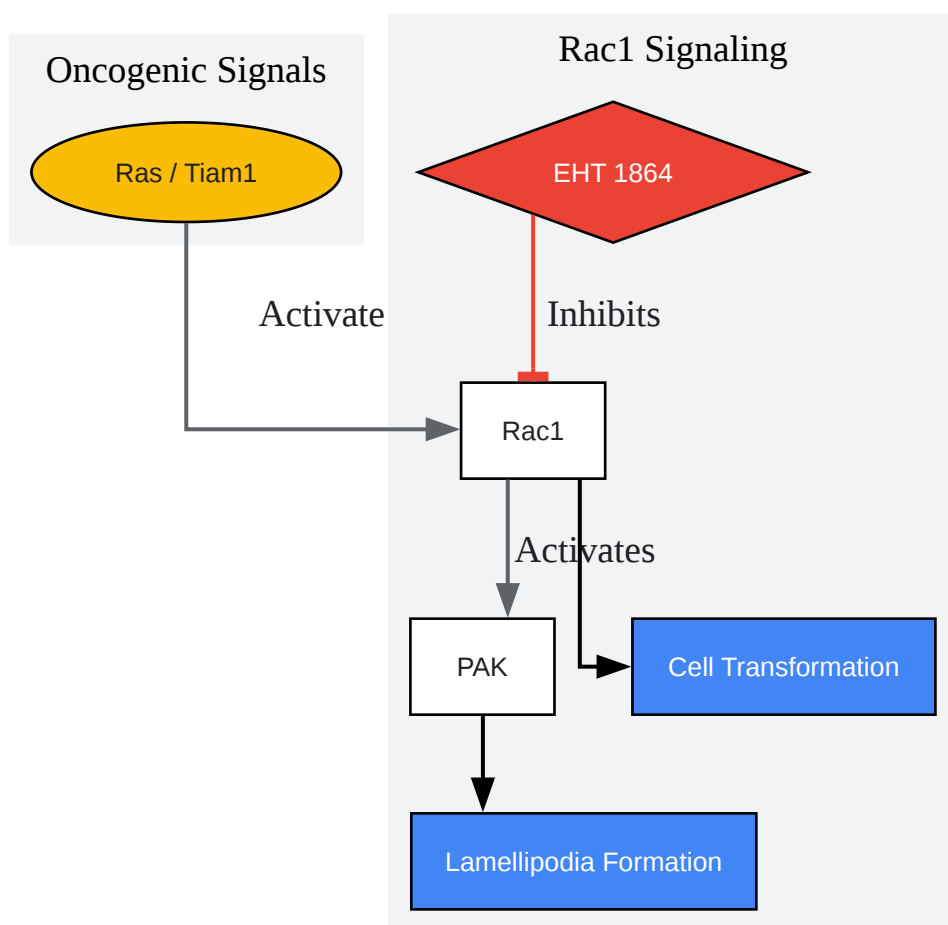 Oncogenic Signals
Ras / Tiam1
Rac1 Signaling
EHT 1864
Activate
Inhibits
Rac1
Activates
PAK
Cell Transformation
Lamellipodia Formation